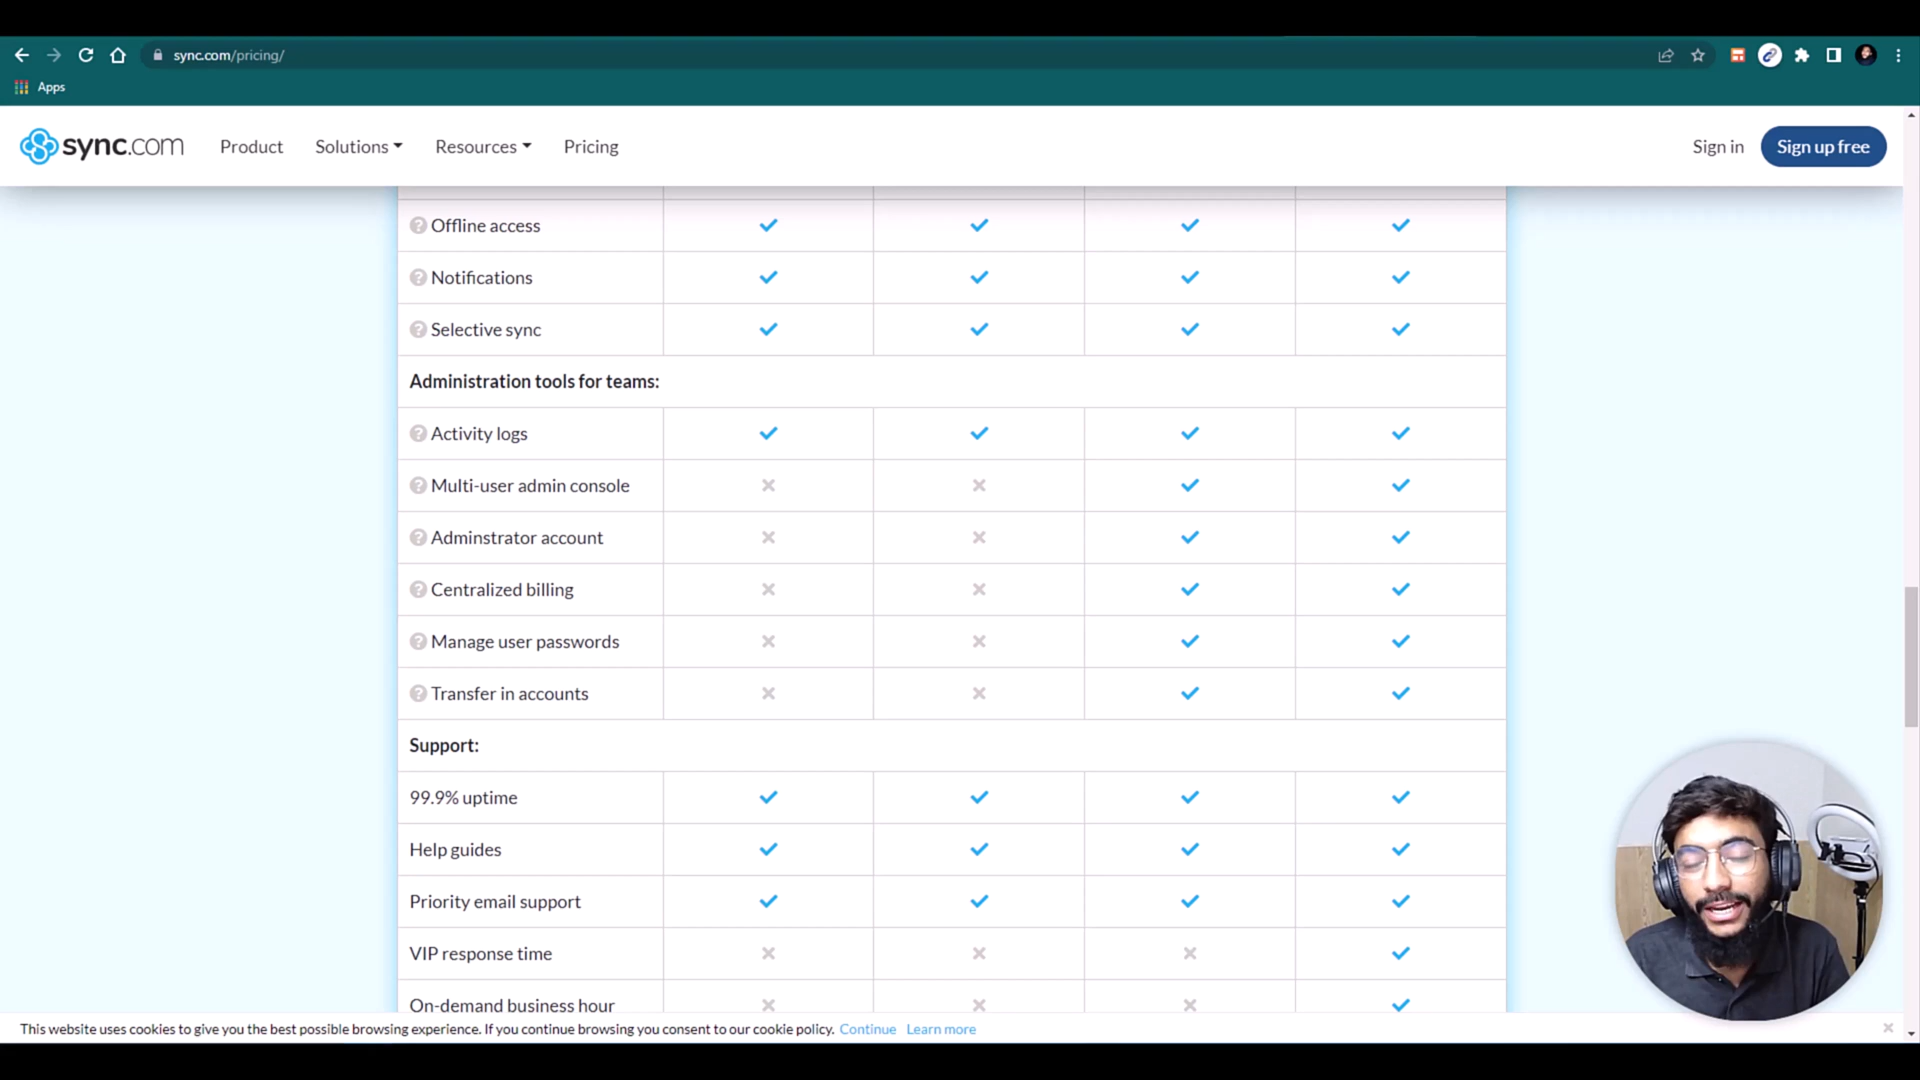 sync.com/pricing/
Apps
sync.com
Product
Solutions
Resources
Pricing
Sign in
Sign up free
Offline access
Notifications
Selective sync
Administration tools for teams:
Activity logs
Multi-user admin console
Adminstrator account
Centralized billing
Manage user passwords
Transfer in accounts
Support:
99.9% uptime
Help guides
Priority email support
VIP response time
On-demand business hour
This website uses cookies to give you the best possible browsing experience. If you continue browsing you consent to our cookie policy. Continue Learn more